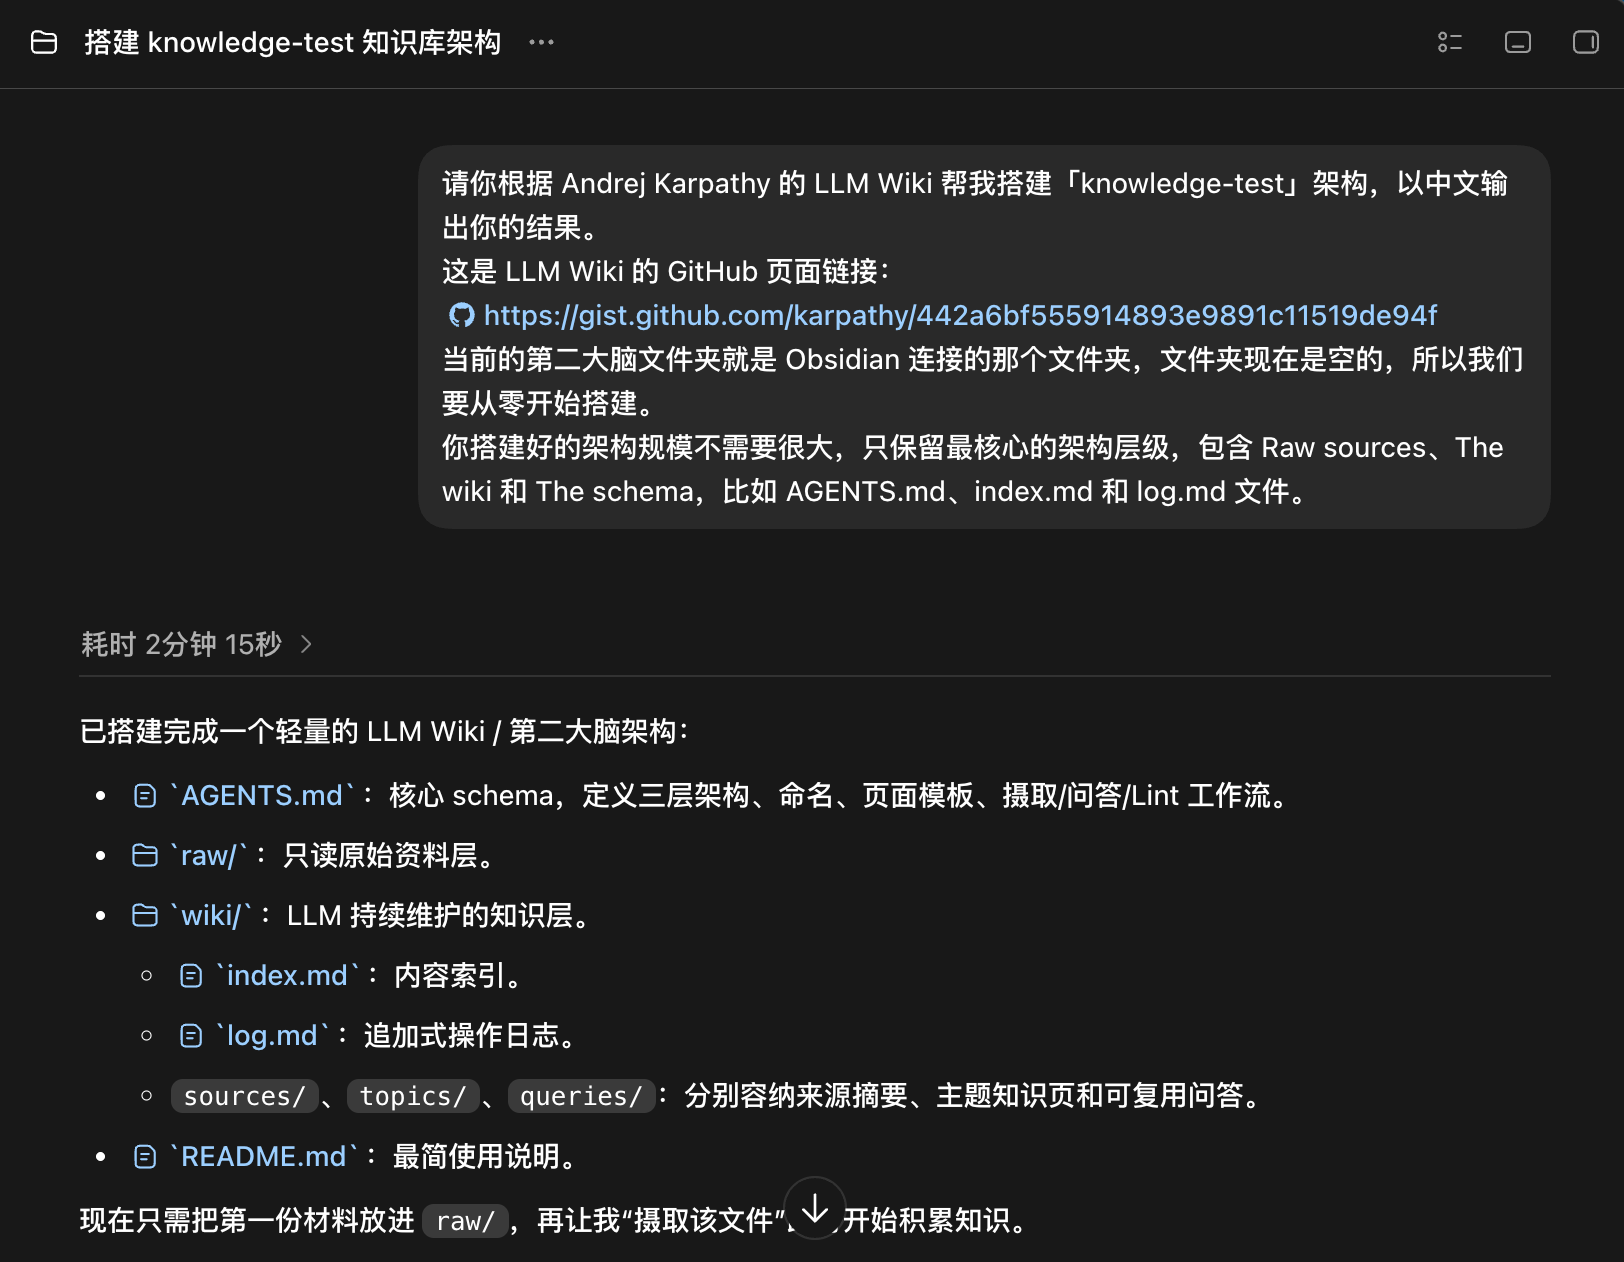 搭建 knowledge-test 知识库架构
请你根据 Andrej Karpathy 的 LLM Wiki 帮我搭建「knowledge-test」架构，以中文输
出你的结果。
这是 LLM Wiki 的 GitHub 页面链接：
https://gist.github.com/karpathy/442a6bf555914893e9891c11519de94f
当前的第二大脑文件夹就是 Obsidian 连接的那个文件夹，文件夹现在是空的，所以我们
要从零开始搭建。
你搭建好的架构规模不需要很大，只保留最核心的架构层级，包含 Raw sources、The
wiki 和 The schema，比如 AGENTS.md、index.md 和 log.md 文件。
耗时 2分钟 15秒
已搭建完成一个轻量的 LLM Wiki / 第二大脑架构：
`AGENTS.md`：核心 schema，定义三层架构、命名、页面模板、摄取/问答/Lint 工作流。
`raw/`：只读原始资料层。
`wiki/`：LLM 持续维护的知识层。
`index.md`：内容索引。
`log.md`：追加式操作日志。
sources/、topics/、queries/：分别容纳来源摘要、主题知识页和可复用问答。
`README.md`：最简使用说明。
现在只需把第一份材料放进 raw/，再让我“摄取该文件”开始积累知识。